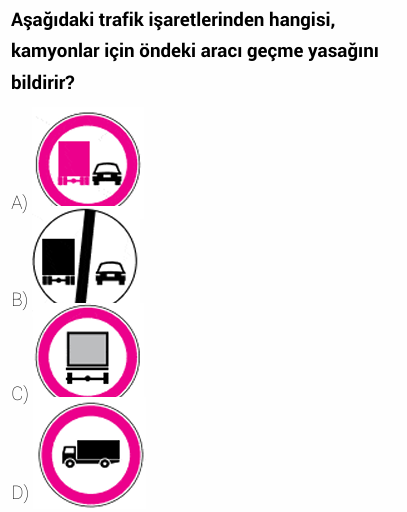 Aşağıdaki trafik işaretlerinden hangisi,
kamyonlar için öndeki aracı geçme yasağını
bildirir?
A)
B)
C)
D)